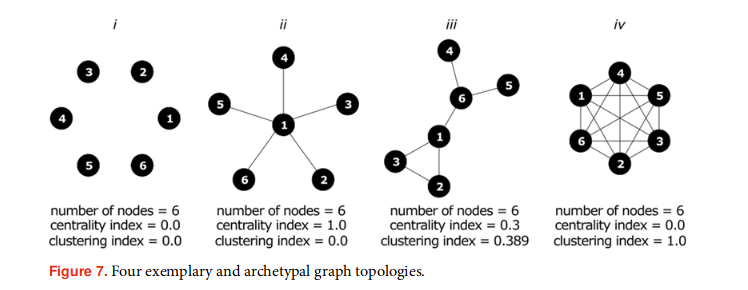 i
ii
iii
iv
3
2
4
1
5
6
4
5
3
1
6
2
4
5
6
1
3
2
4
1
5
6
3
2
number of nodes = 6
centrality index = 0.0
clustering index = 0.0
number of nodes = 6
centrality index = 1.0
clustering index = 0.0
number of nodes = 6
centrality index = 0.3
clustering index = 0.389
number of nodes = 6
centrality index = 0.0
clustering index = 1.0
Figure 7. Four exemplary and archetypal graph topologies.